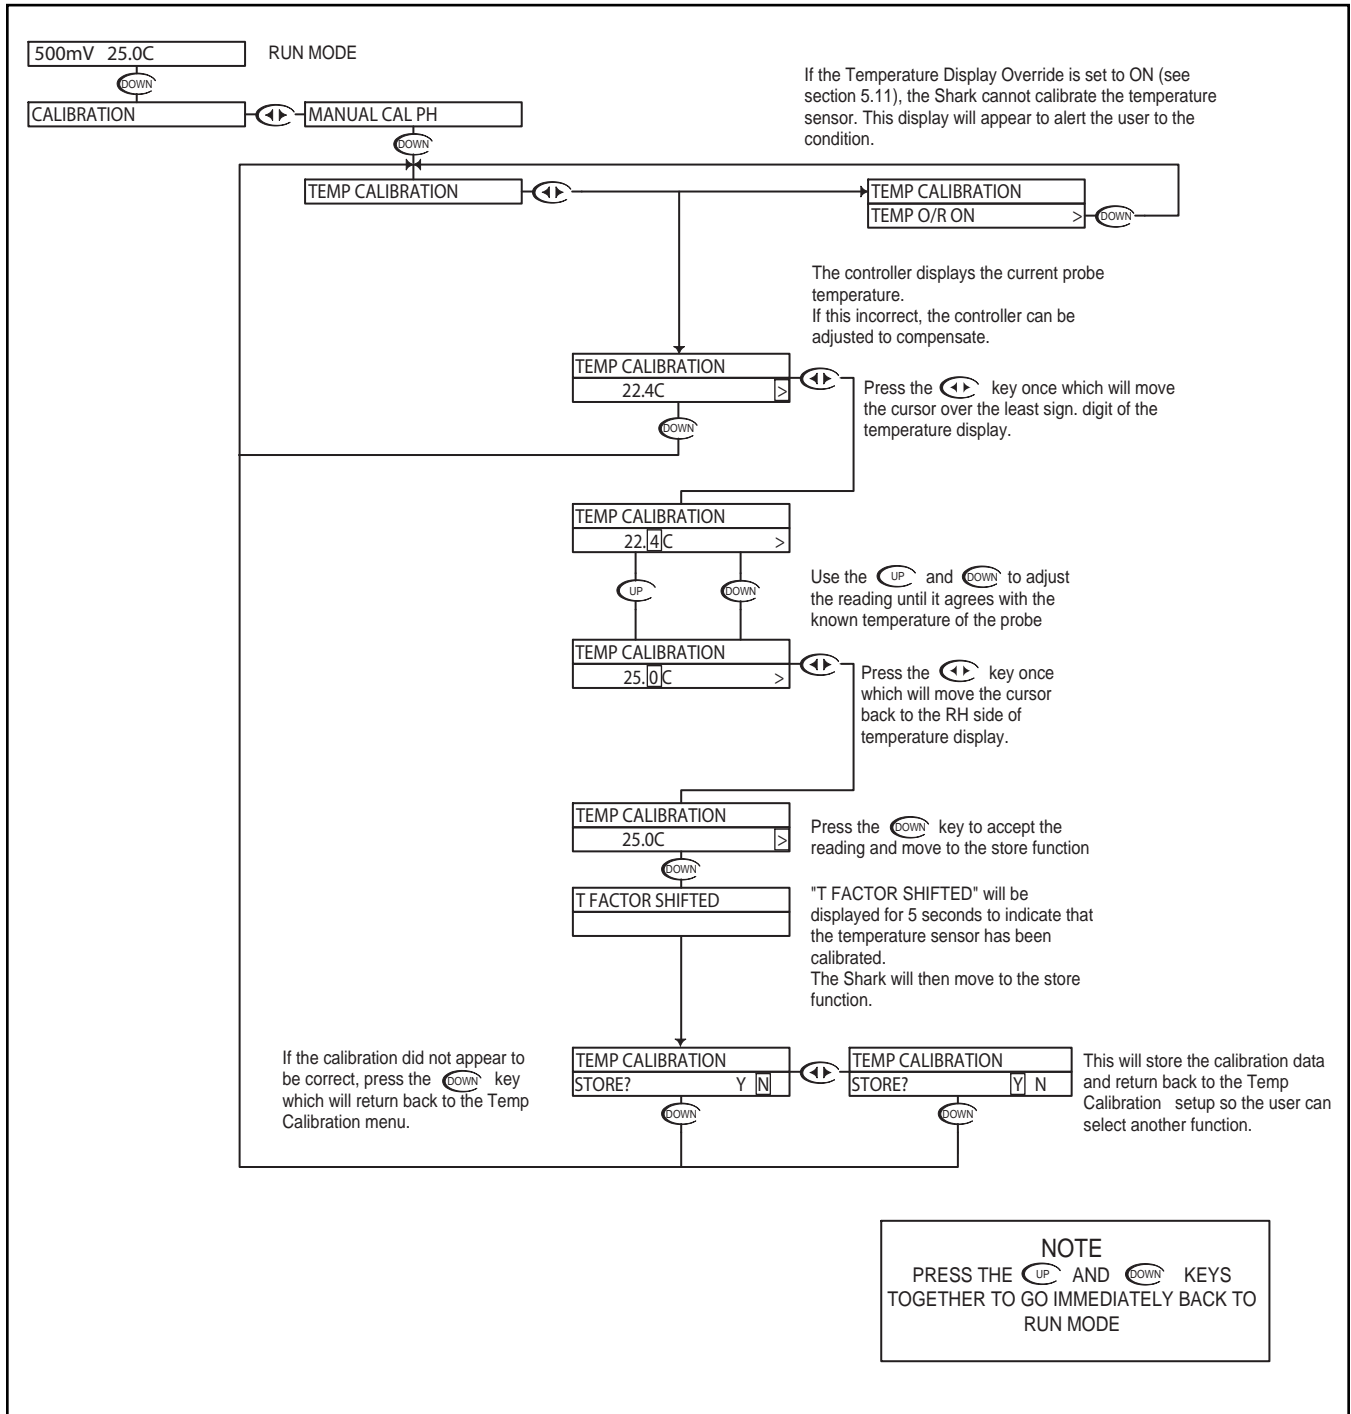 500mV 25.0C
RUN MODE
DOWN
CALIBRATION
MANUAL CAL PH
DOWN
If the Temperature Display Override is set to ON (see
section 5.11), the Shark cannot calibrate the temperature
sensor. This display will appear to alert the user to the
condition.
TEMP CALIBRATION
TEMP CALIBRATION
TEMP O/R ON >
DOWN
The controller displays the current probe
temperature.
If this incorrect, the controller can be
adjusted to compensate.
TEMP CALIBRATION
22.4C >
DOWN
Press the key once which will move
the cursor over the least sign. digit of the
temperature display.
TEMP CALIBRATION
22.4C >
UP
DOWN
Use the UP and DOWN to adjust
the reading until it agrees with the
known temperature of the probe
TEMP CALIBRATION
25.0C >
Press the key once
which will move the cursor
back to the RH side of
temperature display.
TEMP CALIBRATION
25.0C >
DOWN
Press the DOWN key to accept the
reading and move to the store function
T FACTOR SHIFTED
"T FACTOR SHIFTED" will be
displayed for 5 seconds to indicate that
the temperature sensor has been
calibrated.
The Shark will then move to the store
function.
If the calibration did not appear to
be correct, press the DOWN key
which will return back to the Temp
Calibration menu.
TEMP CALIBRATION
STORE? Y N
DOWN
TEMP CALIBRATION
STORE? Y N
DOWN
This will store the calibration data
and return back to the Temp
Calibration setup so the user can
select another function.
NOTE
PRESS THE UP AND DOWN KEYS
TOGETHER TO GO IMMEDIATELY BACK TO
RUN MODE